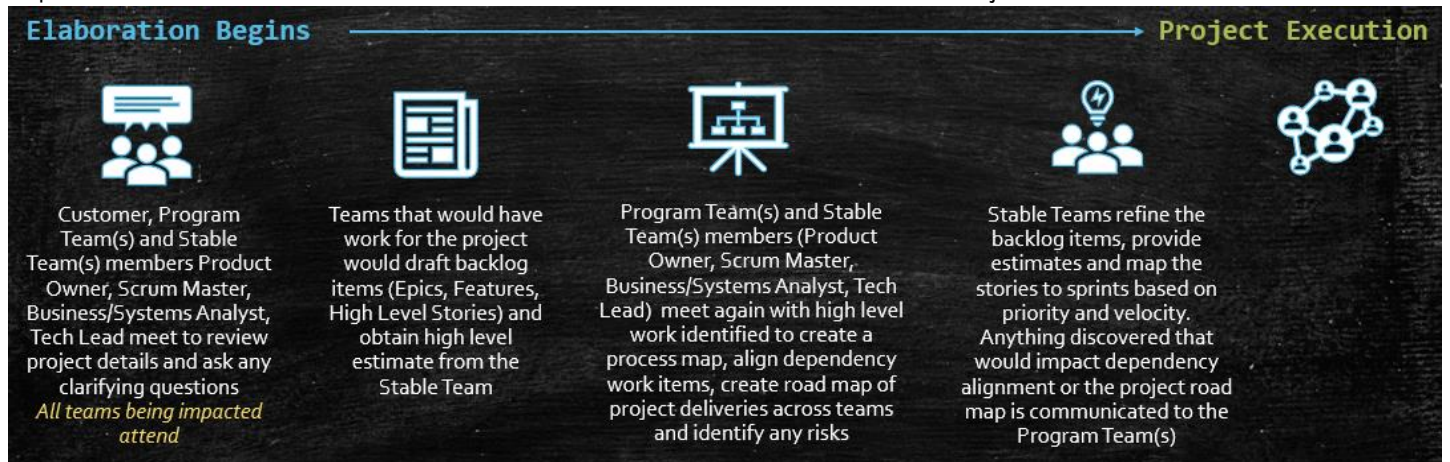 Elaboration Begins
Project Execution
Customer, Program
Team(s) and Stable
Team(s) members Product
Owner, Scrum Master,
Business/Systems Analyst,
Tech Lead meet to review
project details and ask any
clarifying questions
All teams being impacted
attend
Teams that would have
work for the project
would draft backlog
items (Epics, Features,
High Level Stories) and
obtain high level
estimate from the
Stable Team
Program Team(s) and Stable
Team(s) members (Product
Owner, Scrum Master,
Business/Systems Analyst, Tech
Lead) meet again with high level
work identified to create a
process map, align dependency
work items, create road map of
project deliveries across teams
and identify any risks
Stable Teams refine the
backlog items, provide
estimates and map the
stories to sprints based on
priority and velocity.
Anything discovered that
would impact dependency
alignment or the project road
map is communicated to the
Program Team(s)